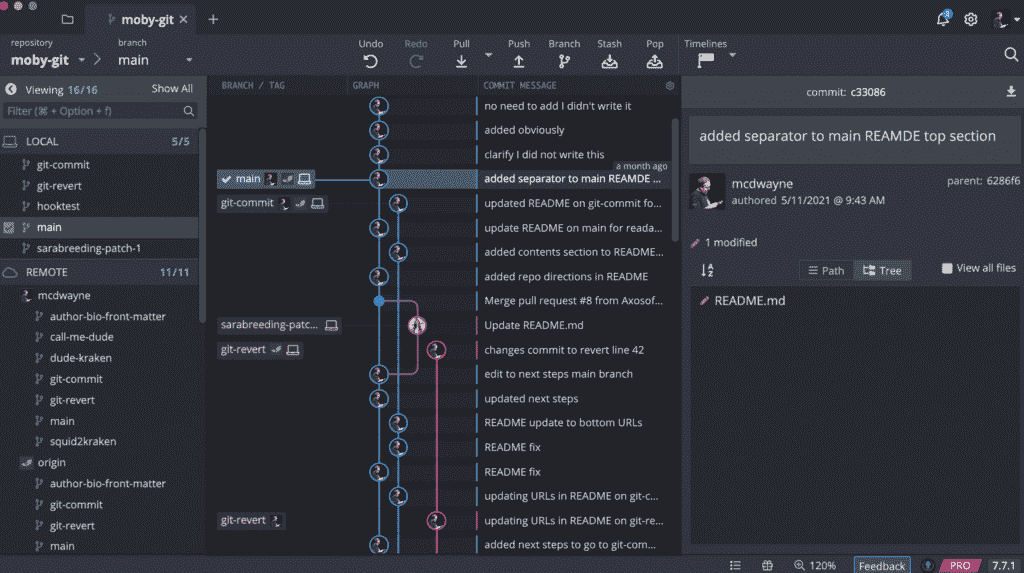 moby-git
8
repository
branch
moby-git
main
Undo
Redo
Pull
Push
Branch
Stash
Pop
Timelines
Viewing 16/16
Show All
Filter (⌘ + Option + f)
LOCAL
5/5
git-commit
git-revert
hooktest
main
sarabreeding-patch-1
REMOTE
11/11
mcdwayne
author-bio-front-matter
call-me-dude
dude-kraken
git-commit
git-revert
main
squid2kraken
origin
author-bio-front-matter
git-commit
git-revert
main
BRANCH / TAG
GRAPH
COMMIT MESSAGE
no need to add I didn't write it
added obviously
clarify I did not write this
a month ago
main
added separator to main REAMDE ...
git-commit
updated README on git-commit fo...
update README on main for reada...
added contents section to README...
added repo directions in README
Merge pull request #8 from Axosof...
sarabreeding-patc...
Update README.md
git-revert
changes commit to revert line 42
edit to next steps main branch
updated next steps
README update to bottom URLs
README fix
README fix
updating URLs in README on git-c...
git-revert
updating URLs in README on git-re...
added next steps to go to git-com...
commit: c33086
added separator to main REAMDE top section
mcdwayne
authored 5/11/2021 @ 9:43 AM
parent: 6286f6
1 modified
Path
Tree
View all files
README.md
120%
Feedback
PRO
7.7.1